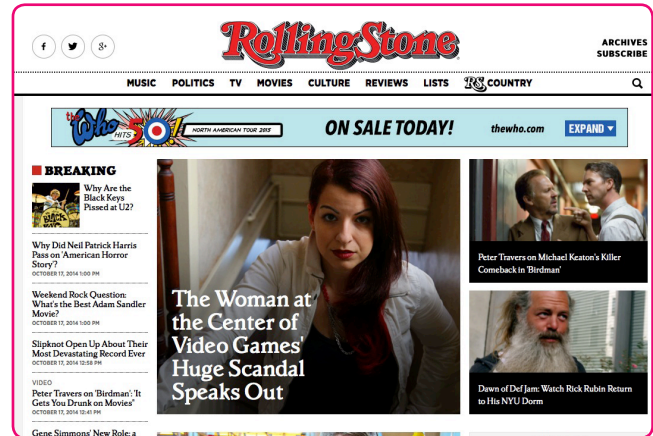 f
g+
RollingStone
ARCHIVES
SUBSCRIBE
MUSIC POLITICS TV MOVIES CULTURE REVIEWS LISTS RS COUNTRY
the Who HITS 50! NORTH AMERICAN TOUR 2015 ON SALE TODAY! thewho.com EXPAND
BREAKING
Why Are the
Black Keys
Pissed at U2?
Why Did Neil Patrick Harris
Pass on 'American Horror
Story'?
OCTOBER 17, 2014 1:00 PM
Weekend Rock Question:
What's the Best Adam Sandler
Movie?
OCTOBER 17, 2014 1:00 PM
Slipknot Open Up About Their
Most Devastating Record Ever
OCTOBER 17, 2014 12:58 PM
VIDEO
Peter Travers on 'Birdman': 'It
Gets You Drunk on Movies"
OCTOBER 17, 2014 12:41 PM
Gene Simmons' New Role: a
The Woman at
the Center of
Video Games'
Huge Scandal
Speaks Out
Peter Travers on Michael Keaton's Killer
Comeback in 'Birdman'
Dawn of Def Jam: Watch Rick Rubin Return
to His NYU Dorm